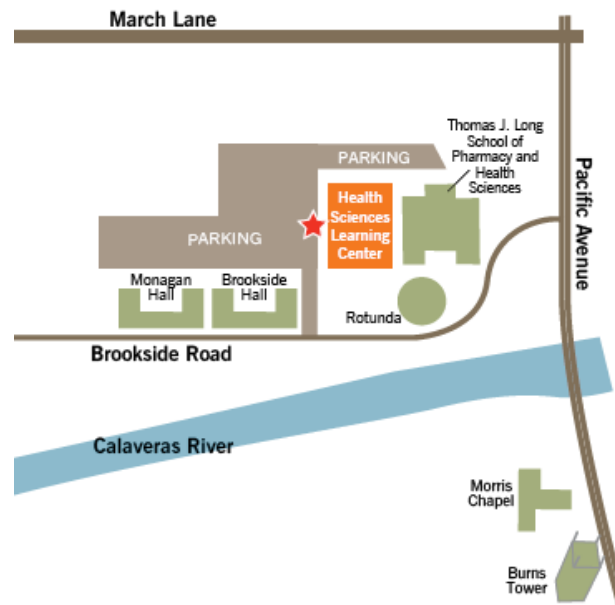 March Lane
Thomas J. Long
School of
Pharmacy and
Health
Sciences
PARKING
Pacific Avenue
Health
Sciences
Learning
Center
PARKING
Monagan
Hall
Brookside
Hall
Rotunda
Brookside Road
Calaveras River
Morris
Chapel
Burns
Tower